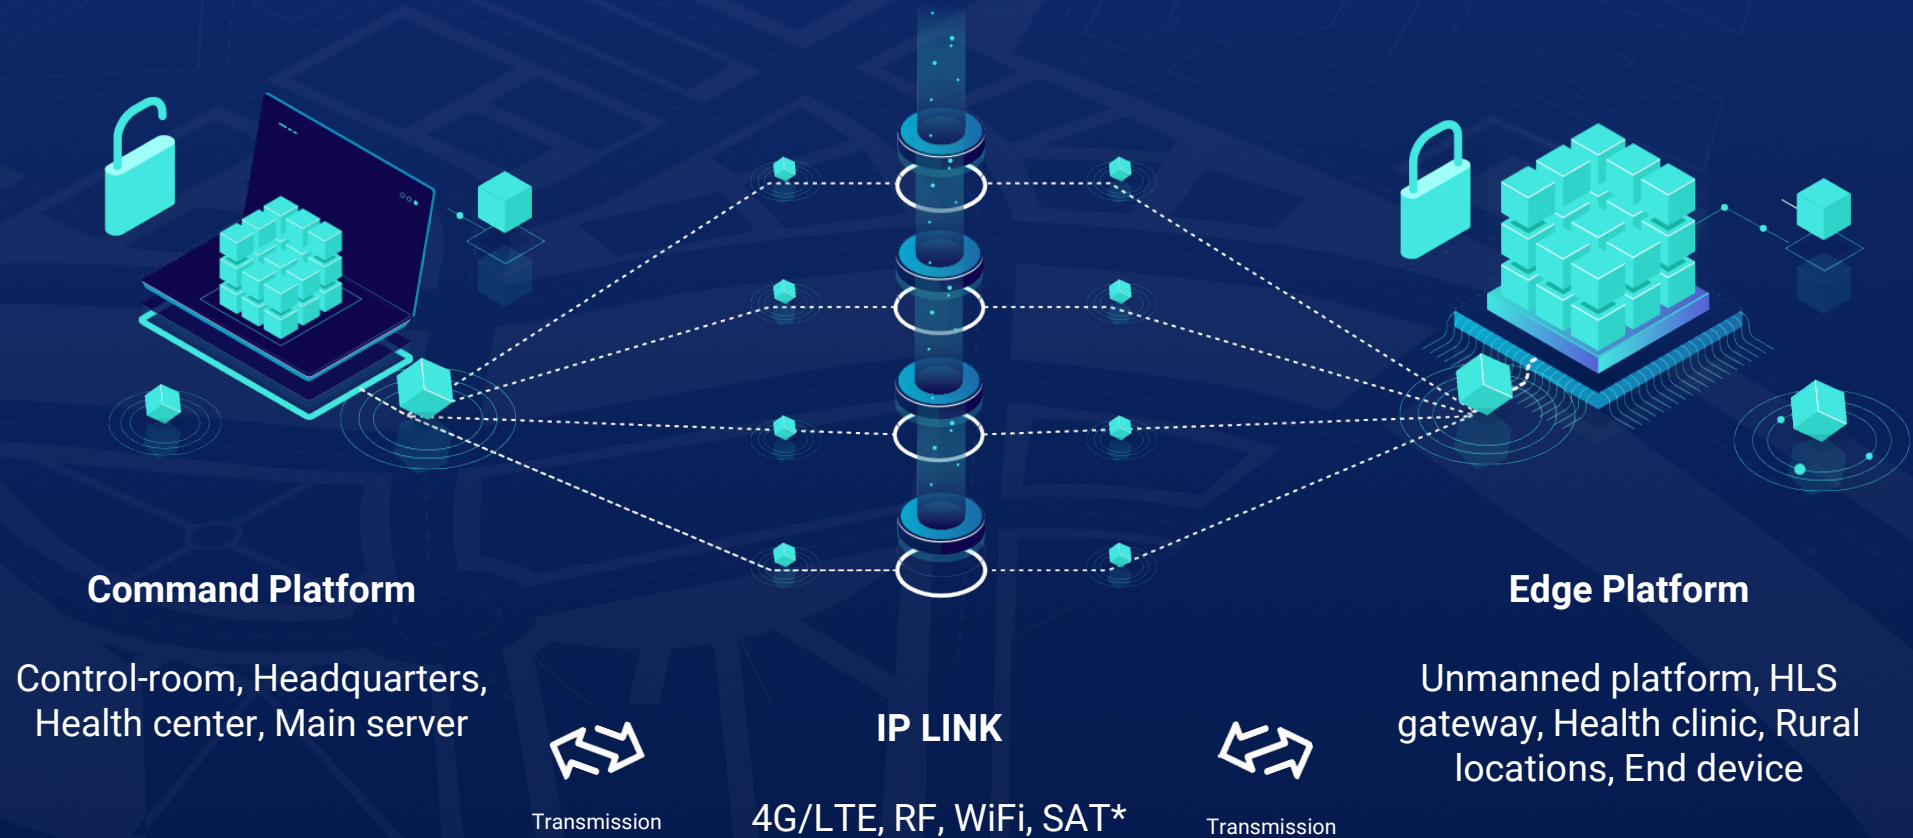 Command Platform
Control-room, Headquarters,
Health center, Main server
Transmission
IP LINK
4G/LTE, RF, WiFi, SAT*
Transmission
Edge Platform
Unmanned platform, HLS
gateway, Health clinic, Rural
locations, End device